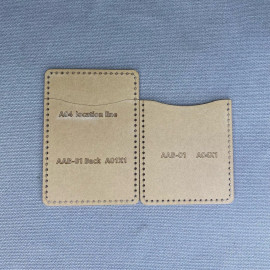 A04 location line
AAB-01 Back A01X1
AAB-01 A04X1